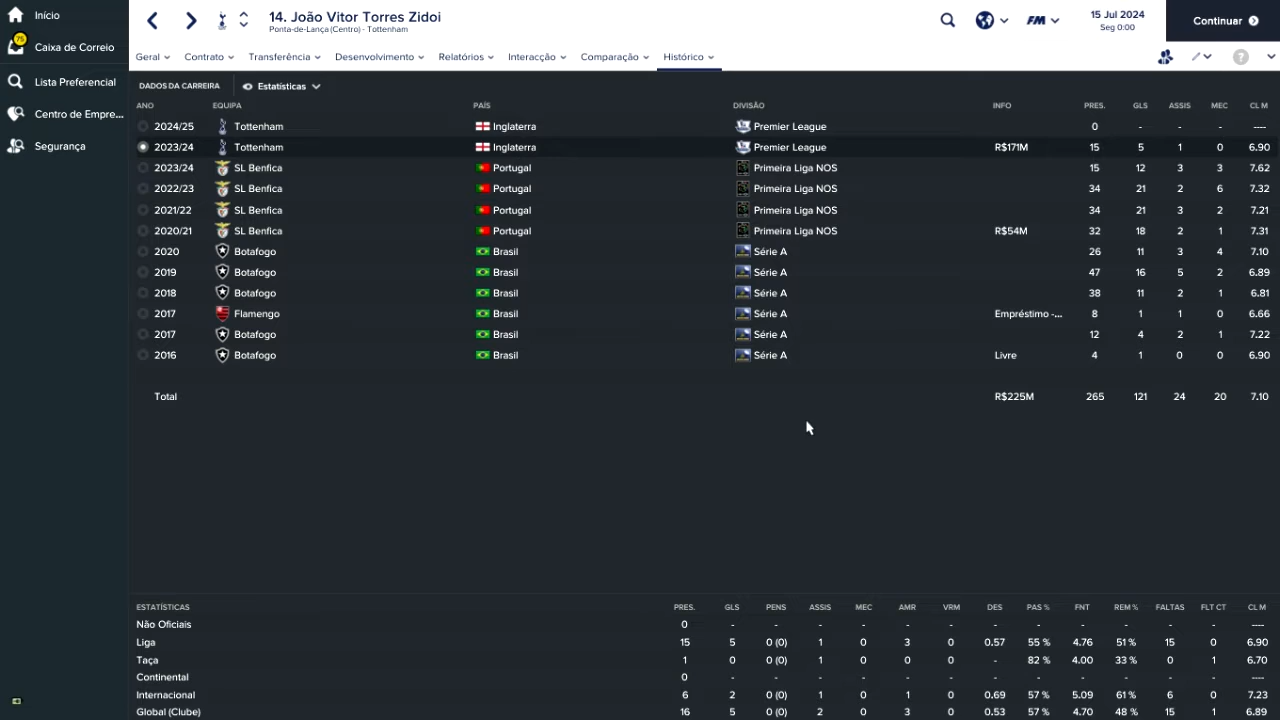 14. João Vitor Torres Zidoi
Ponta-de-Lança (Centro) - Tottenham
FM
15 Jul 2024
Seg 0:00
Continuar
Início
75
Caixa de Correio
Lista Preferencial
Centro de Empre...
Segurança
Geral Contrato Transferência Desenvolvimento Relatórios Interacção Comparação Histórico
?
DADOS DA CARREIRA Estatísticas
ANO EQUIPA PAÍS DIVISÃO INFO PRES. GLS ASSIS MEC CL M
2024/25 Tottenham Inglaterra Premier League 0 - - - ----
2023/24 Tottenham Inglaterra Premier League R$171M 15 5 1 0 6.90
2023/24 SL Benfica Portugal Primeira Liga NOS 15 12 3 3 7.62
2022/23 SL Benfica Portugal Primeira Liga NOS 34 21 2 6 7.32
2021/22 SL Benfica Portugal Primeira Liga NOS 34 21 3 2 7.21
2020/21 SL Benfica Portugal Primeira Liga NOS R$54M 32 18 2 1 7.31
2020 Botafogo Brasil Série A 26 11 3 4 7.10
2019 Botafogo Brasil Série A 47 16 5 2 6.89
2018 Botafogo Brasil Série A 38 11 2 1 6.81
2017 Flamengo Brasil Série A Empréstimo -... 8 1 1 0 6.66
2017 Botafogo Brasil Série A 12 4 2 1 7.22
2016 Botafogo Brasil Série A Livre 4 1 0 0 6.90
Total R$225M 265 121 24 20 7.10
ESTATÍSTICAS PRES. GLS PENS ASSIS MEC AMR VRM DES PAS % FNT REM % FALTAS FLT CT CL M
Não Oficiais 0 - - - - - - - - - - - - ----
Liga 15 5 0 (0) 1 0 3 0 0.57 55 % 4.76 51 % 15 0 6.90
Taça 1 0 0 (0) 1 0 0 0 - 82 % 4.00 33 % 0 1 6.70
Continental 0 - - - - - - - - - - - - ----
Internacional 6 2 0 (0) 1 0 1 0 0.69 57 % 5.09 61 % 6 0 7.23
Global (Clube) 16 5 0 (0) 2 0 3 0 0.53 57 % 4.70 48 % 15 1 6.89